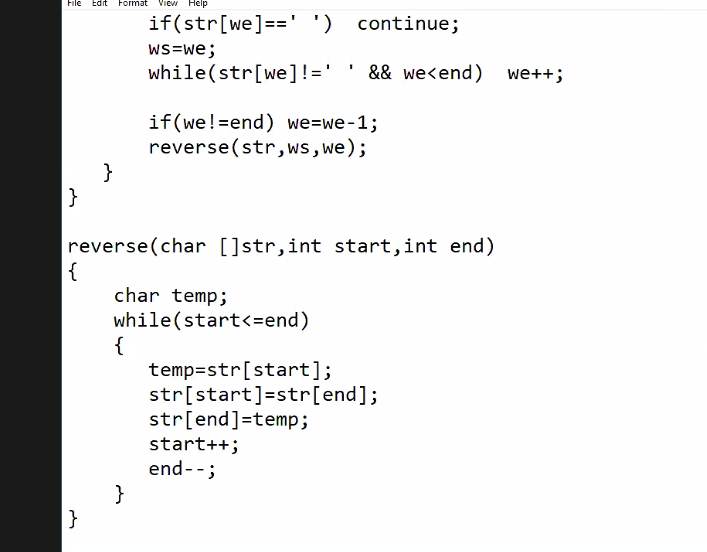 File Edit Format View Help
if(str[we]==' ') continue;
ws=we;
while(str[we]!=' ' && we<end) we++;
if(we!=end) we=we-1;
reverse(str,ws,we);
}
}
reverse(char []str,int start,int end)
{
char temp;
while(start<=end)
{
temp=str[start];
str[start]=str[end];
str[end]=temp;
start++;
end--;
}
}